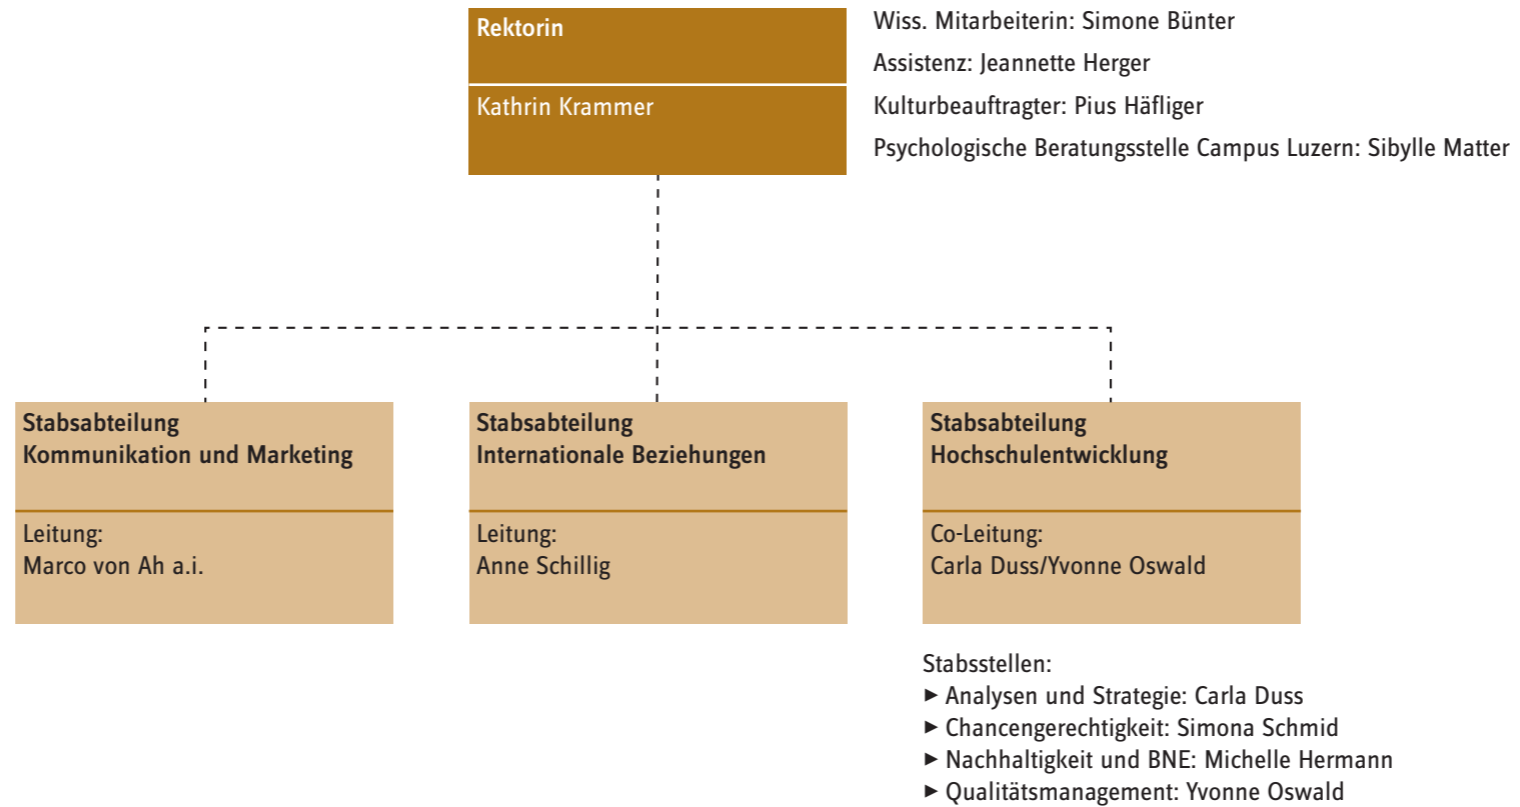 Rektorin
Kathrin Krammer
Wiss. Mitarbeiterin: Simone Bünter
Assistenz: Jeannette Herger
Kulturbeauftragter: Pius Häfliger
Psychologische Beratungsstelle Campus Luzern: Sibylle Matter
Stabsabteilung
Kommunikation und Marketing
Leitung:
Marco von Ah a.i.
Stabsabteilung
Internationale Beziehungen
Leitung:
Anne Schillig
Stabsabteilung
Hochschulentwicklung
Co-Leitung:
Carla Duss/Yvonne Oswald
Stabsstellen:
▶ Analysen und Strategie: Carla Duss
▶ Chancengerechtigkeit: Simona Schmid
▶ Nachhaltigkeit und BNE: Michelle Hermann
▶ Qualitätsmanagement: Yvonne Oswald